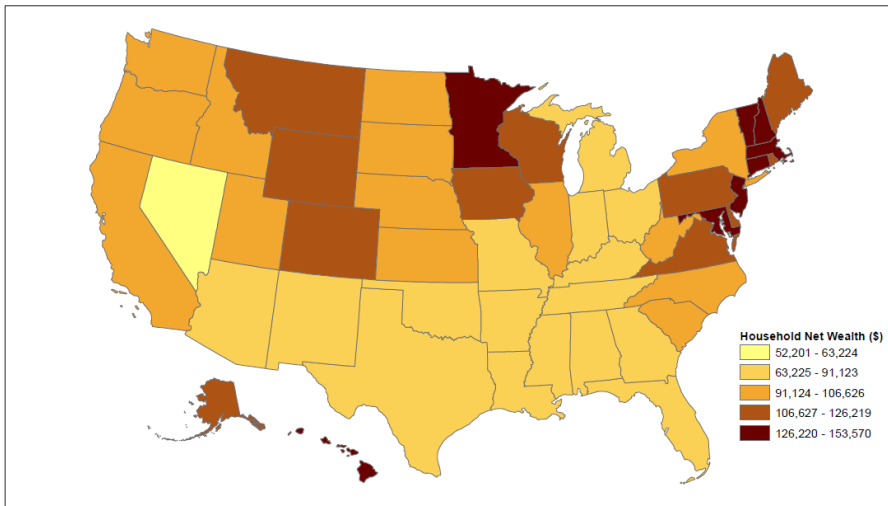 Household Net Wealth ($)
52,201 - 63,224
63,225 - 91,123
91,124 - 106,626
106,627 - 126,219
126,220 - 153,570